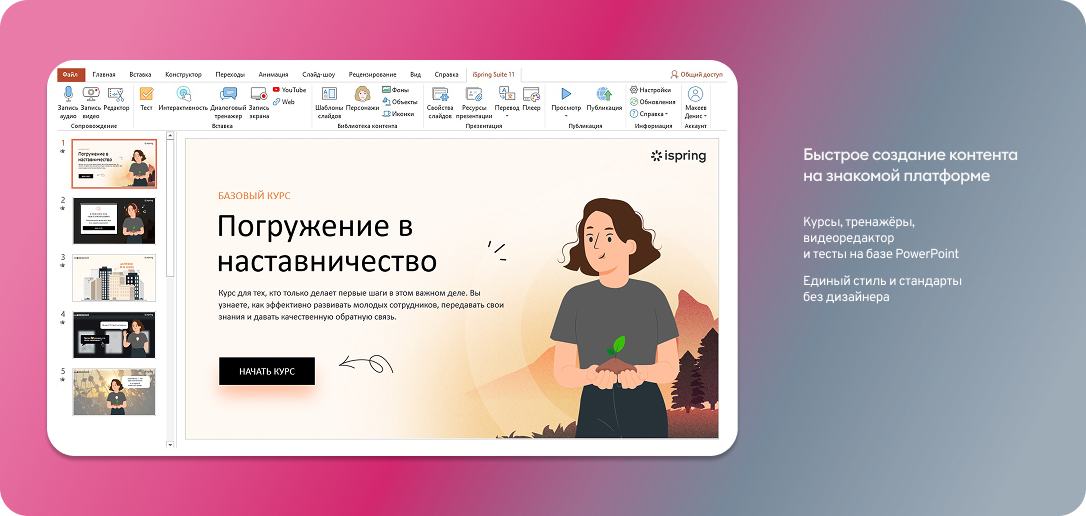 Файл Главная Вставка Конструктор Переходы Анимация Слайд-шоу Рецензирование Вид Справка iSpring Suite 11 Общий доступ
Запись аудио
Запись видео
Редактор
Сопровождение
Тест
Интерактивность
Диалоговый тренажер
Запись экрана
YouTube
Web
Вставка
Шаблоны слайдов
Персонажи
Фоны
Объекты
Иконки
Библиотека контента
Свойства слайдов
Ресурсы презентации
Перевод
Плеер
Презентация
Просмотр
Публикация
Публикация
Настройки
Обновления
Справка
Информация
Макеев Денис
Аккаунт
1
Погружение в
наставничество
2
3
4
5
ispring
БАЗОВЫЙ КУРС
Погружение в
наставничество
Курс для тех, кто только делает первые шаги в этом важном деле. Вы
узнаете, как эффективно развивать молодых сотрудников, передавать свои
знания и давать качественную обратную связь.
НАЧАТЬ КУРС
Быстрое создание контента
на знакомой платформе
Курсы, тренажёры,
видеоредактор
и тесты на базе PowerPoint
Единый стиль и стандарты
без дизайнера